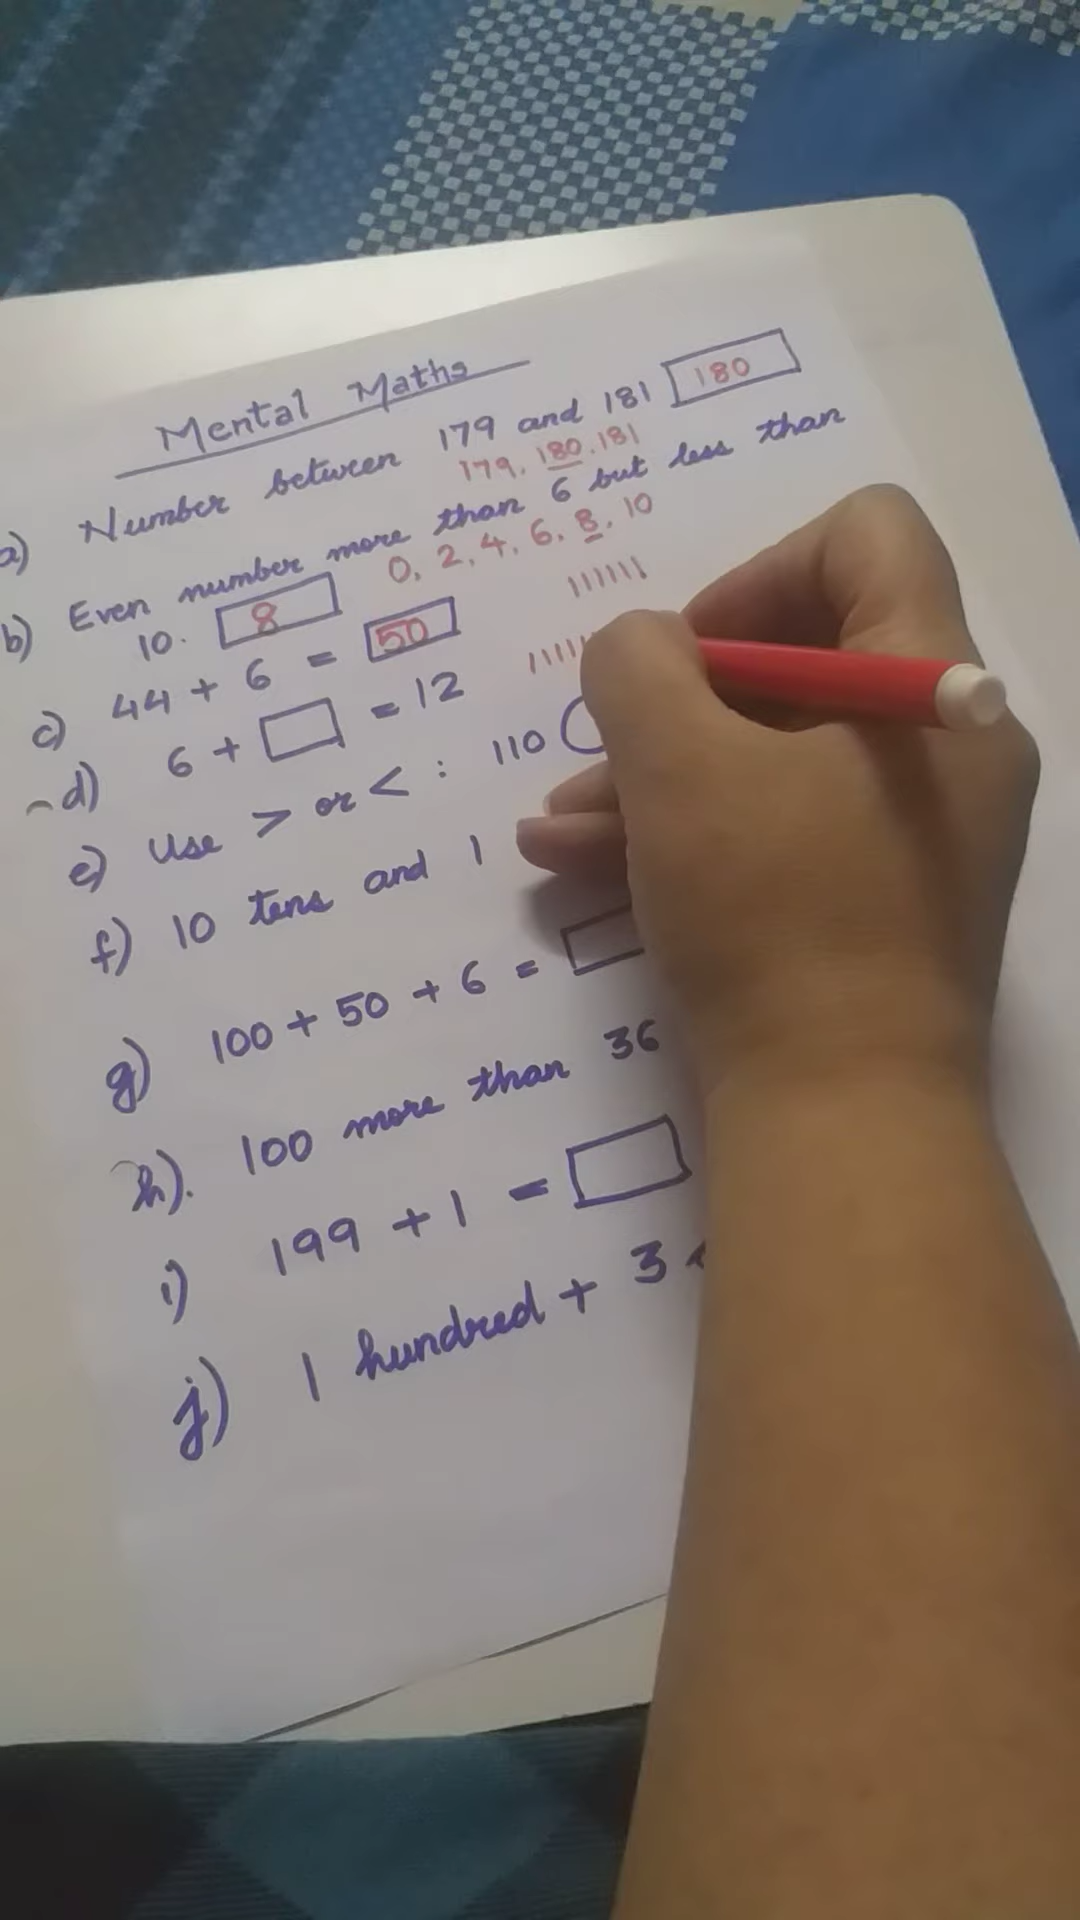 Mental Maths
a) Number between 179 and 181 180
179, 180, 181
b) Even number more than 6 but less than
10. 8 0, 2, 4, 6, 8, 10
c) 44 + 6 = 50
d) 6 + = 12
e) Use > or < : 110
f) 10 tens and 1
g) 100 + 50 + 6 =
h). 100 more than 36
i) 199 + 1 =
j) 1 hundred + 3